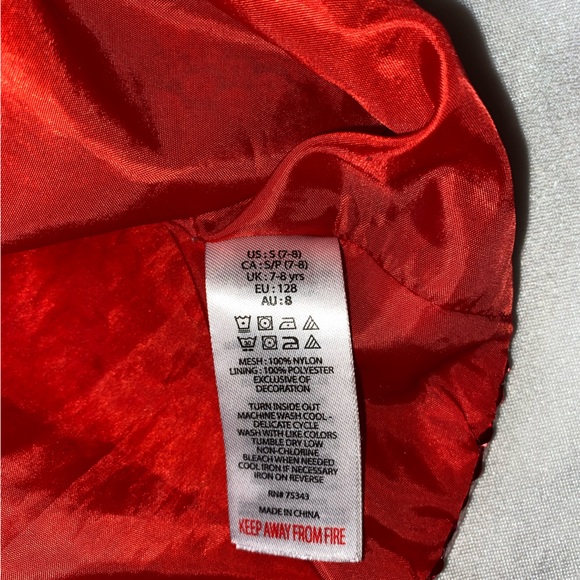 US : S (7-8)
CA : S/P (7-8)
UK : 7-8 yrs
EU : 128
AU : 8
30
MESH : 100% NYLON
LINING : 100% POLYESTER
EXCLUSIVE OF
DECORATION
TURN INSIDE OUT
MACHINE WASH COOL -
DELICATE CYCLE
WASH WITH LIKE COLORS
TUMBLE DRY LOW
NON-CHLORINE
BLEACH WHEN NEEDED
COOL IRON IF NECESSARY
IRON ON REVERSE
RN# 75343
MADE IN CHINA
KEEP AWAY FROM FIRE